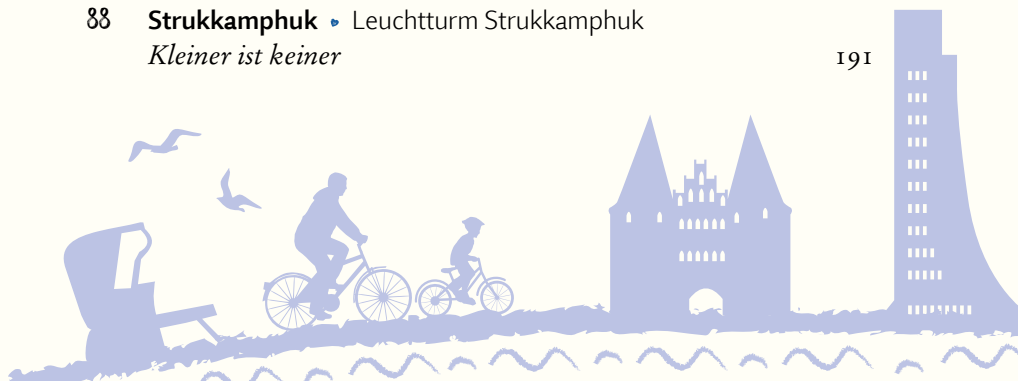 88 Strukkamphuk • Leuchtturm Strukkamphuk
Kleiner ist keiner 191